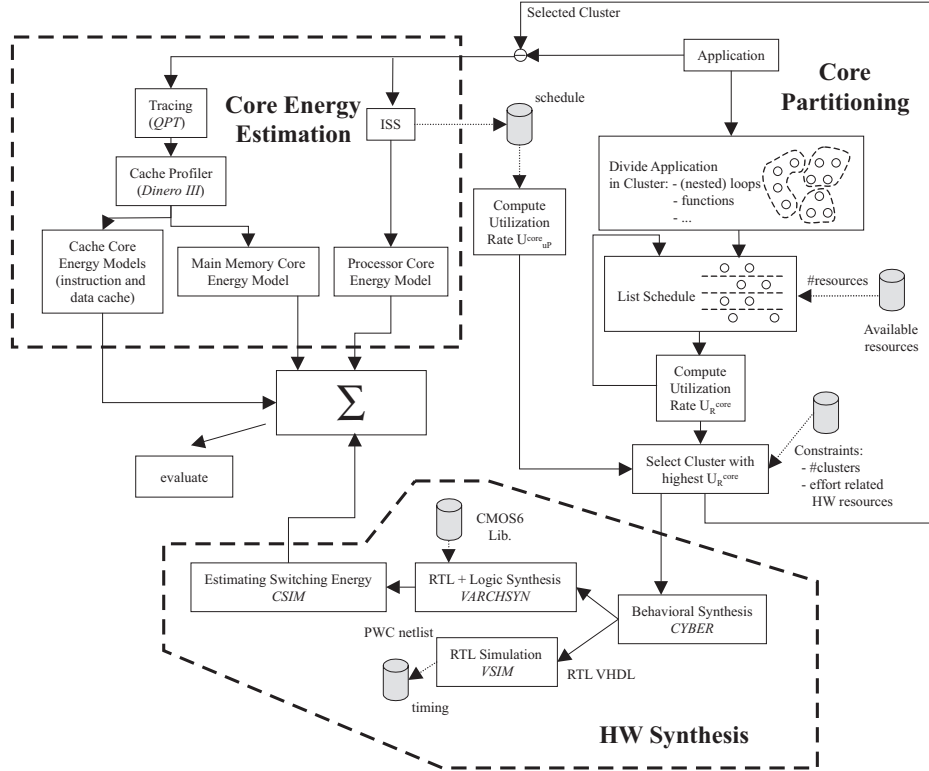 Selected Cluster
Application
Core
Partitioning
Core Energy
Estimation
Tracing
(QPT)
ISS
schedule
Cache Profiler
(Dinero III)
Divide Application
in Cluster: - (nested) loops
- functions
- ...
Compute
Utilization
Rate U core uP
Cache Core
Energy Models
(instruction and
data cache)
Main Memory Core
Energy Model
Processor Core
Energy Model
List Schedule
#resources
Available
resources
Compute
Utilization
Rate U_R^core
Σ
evaluate
Select Cluster with
highest U_R^core
Constraints:
- #clusters
- effort related
HW resources
CMOS6
Lib.
Estimating Switching Energy
CSIM
RTL + Logic Synthesis
VARCHSYN
Behavioral Synthesis
CYBER
PWC netlist
RTL Simulation
VSIM
RTL VHDL
timing
HW Synthesis